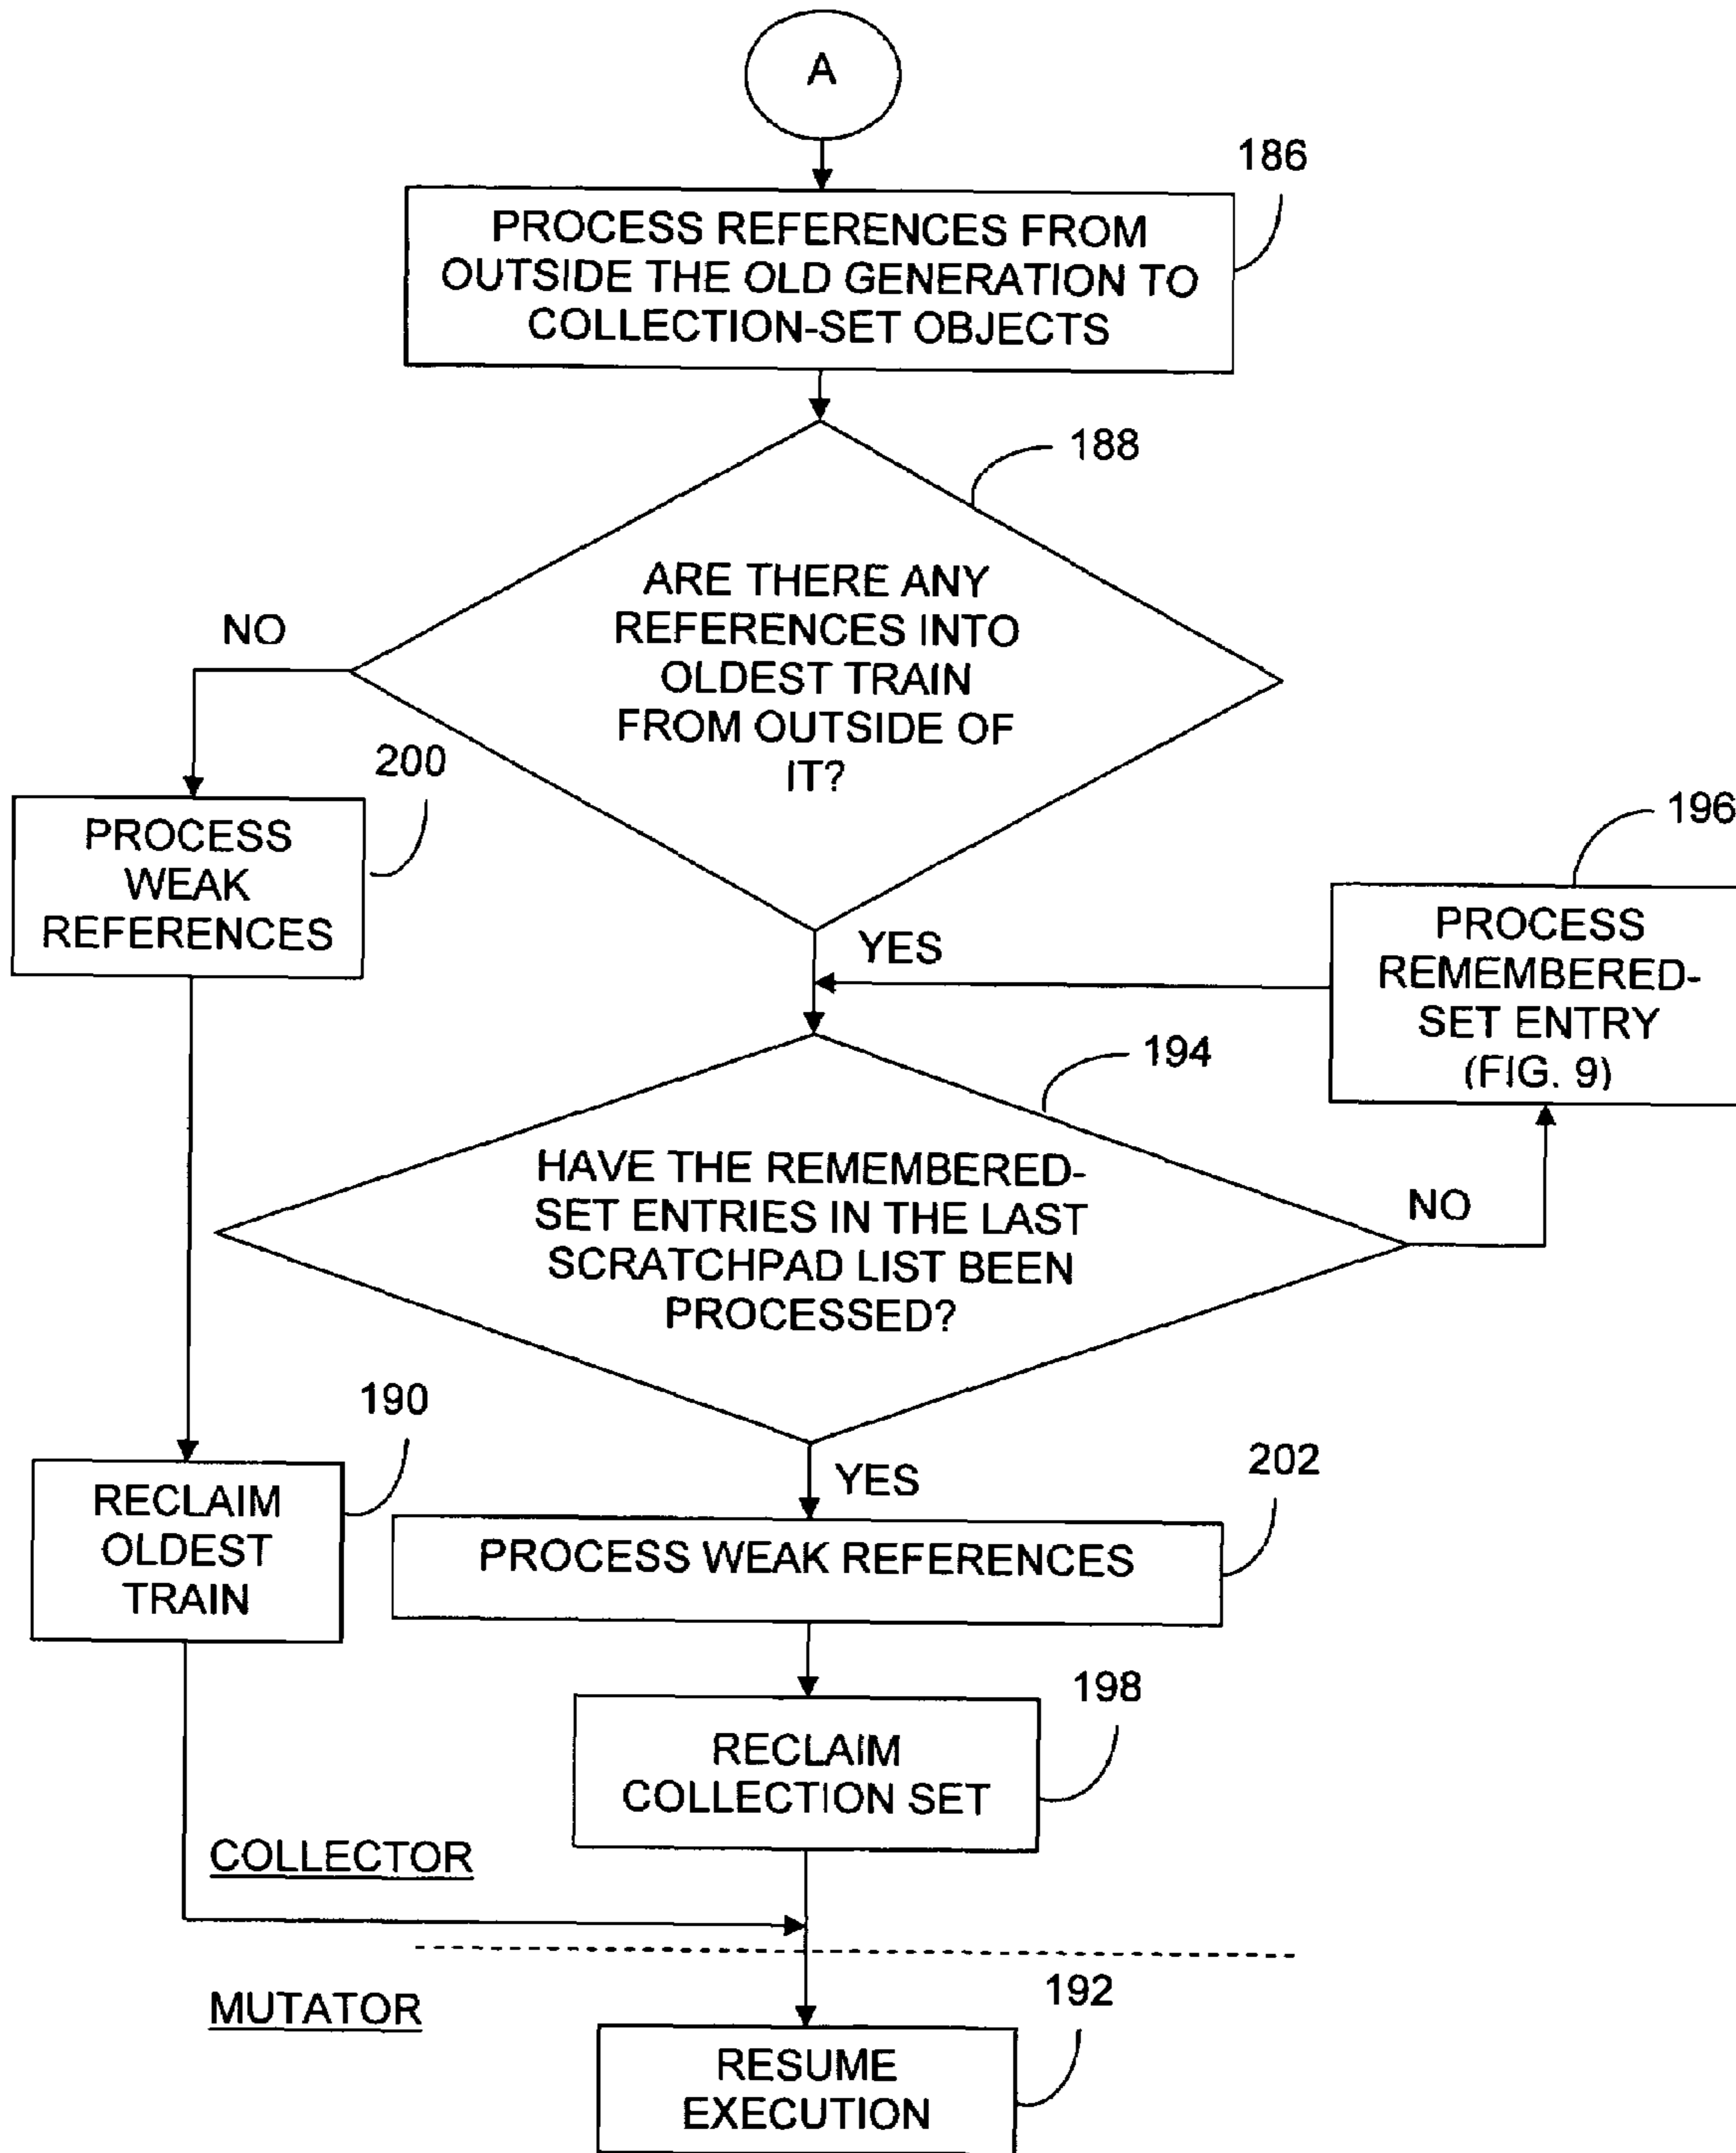 A
186
PROCESS REFERENCES FROM
OUTSIDE THE OLD GENERATION TO
COLLECTION-SET OBJECTS
188
ARE THERE ANY
REFERENCES INTO
OLDEST TRAIN
FROM OUTSIDE OF
IT?
NO
200
PROCESS
WEAK
REFERENCES
YES
196
PROCESS
REMEMBERED-
SET ENTRY
(FIG. 9)
194
HAVE THE REMEMBERED-
SET ENTRIES IN THE LAST
SCRATCHPAD LIST BEEN
PROCESSED?
NO
190
RECLAIM
OLDEST
TRAIN
YES
202
PROCESS WEAK REFERENCES
198
RECLAIM
COLLECTION SET
COLLECTOR
MUTATOR
192
RESUME
EXECUTION